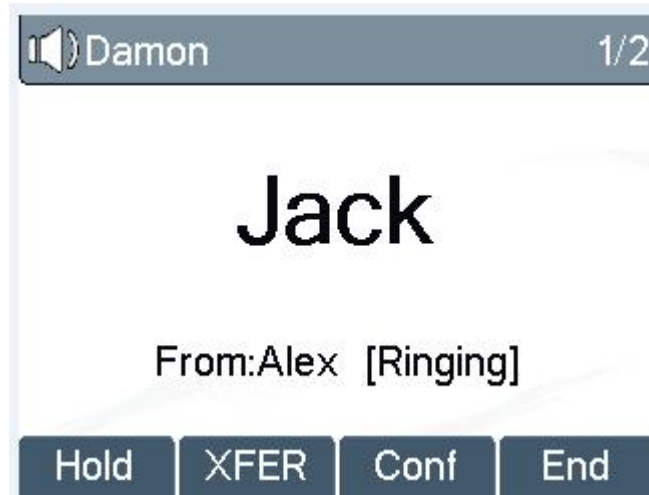 Damon 1/2
Jack
From:Alex [Ringing]
Hold XFER Conf End